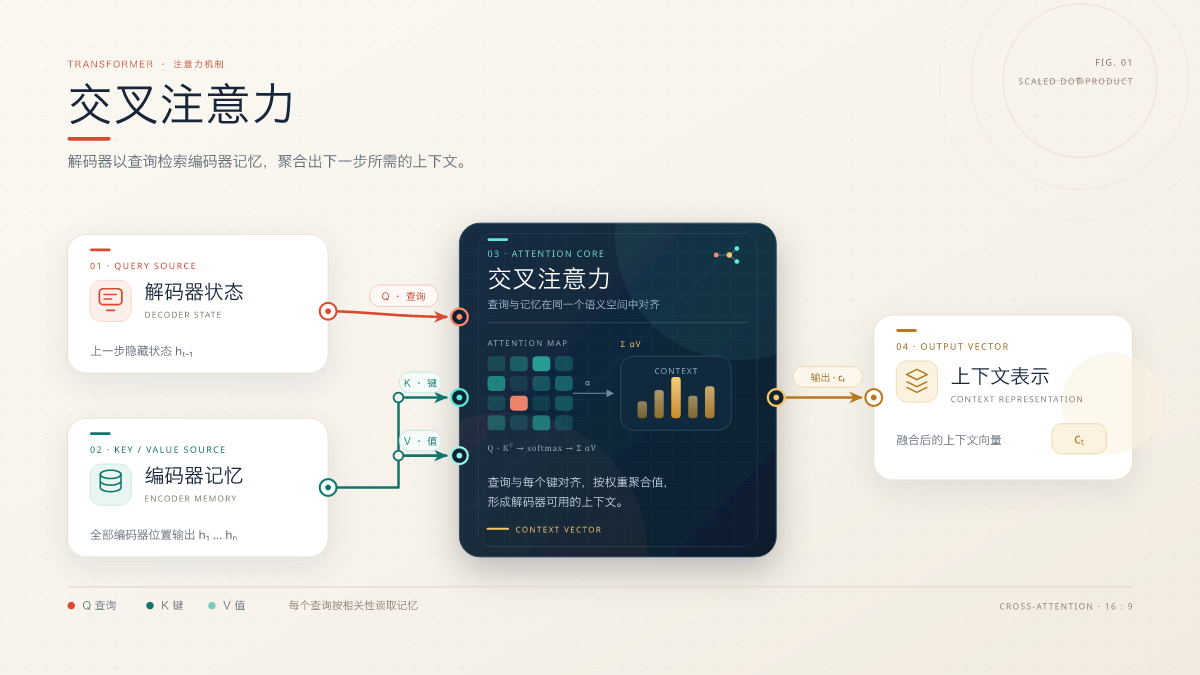 TRANSFORMER · 注意力机制
交叉注意力
解码器以查询检索编码器记忆，聚合出下一步所需的上下文。
FIG. 01
SCALED DOT-PRODUCT
01 · QUERY SOURCE
解码器状态
DECODER STATE
上一步隐藏状态 hₜ₋₁
02 · KEY / VALUE SOURCE
编码器记忆
ENCODER MEMORY
全部编码器位置输出 h₁ … hₙ
Q · 查询
K · 键
V · 值
03 · ATTENTION CORE
交叉注意力
查询与记忆在同一个语义空间中对齐
ATTENTION MAP
Σ αV
α
CONTEXT
Q · Kᵀ → softmax → Σ αV
查询与每个键对齐，按权重聚合值，
形成解码器可用的上下文。
CONTEXT VECTOR
输出 · cₜ
04 · OUTPUT VECTOR
上下文表示
CONTEXT REPRESENTATION
融合后的上下文向量
cₜ
Q 查询
K 键
V 值
每个查询按相关性读取记忆
CROSS-ATTENTION · 16 : 9